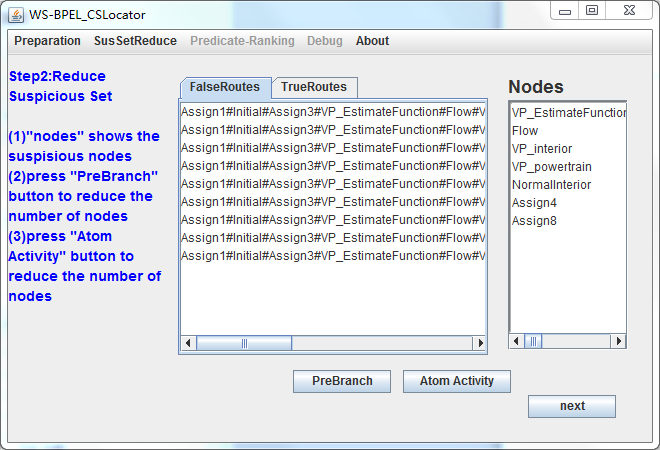 WS-BPEL_CSLocator
Preparation SusSetReduce Predicate-Ranking Debug About
Step2:Reduce
Suspicious Set
(1)"nodes" shows the
suspisious nodes
(2)press "PreBranch"
button to reduce the
number of nodes
(3)press "Atom
Activity" button to
reduce the number of
nodes
FalseRoutes TrueRoutes
Assign1#Initial#Assign3#VP_EstimateFunction#Flow#V
Assign1#Initial#Assign3#VP_EstimateFunction#Flow#V
Assign1#Initial#Assign3#VP_EstimateFunction#Flow#V
Assign1#Initial#Assign3#VP_EstimateFunction#Flow#V
Assign1#Initial#Assign3#VP_EstimateFunction#Flow#V
Assign1#Initial#Assign3#VP_EstimateFunction#Flow#V
Assign1#Initial#Assign3#VP_EstimateFunction#Flow#V
Assign1#Initial#Assign3#VP_EstimateFunction#Flow#V
Assign1#Initial#Assign3#VP_EstimateFunction#Flow#V
Nodes
VP_EstimateFunction
Flow
VP_interior
VP_powertrain
NormalInterior
Assign4
Assign8
PreBranch Atom Activity
next